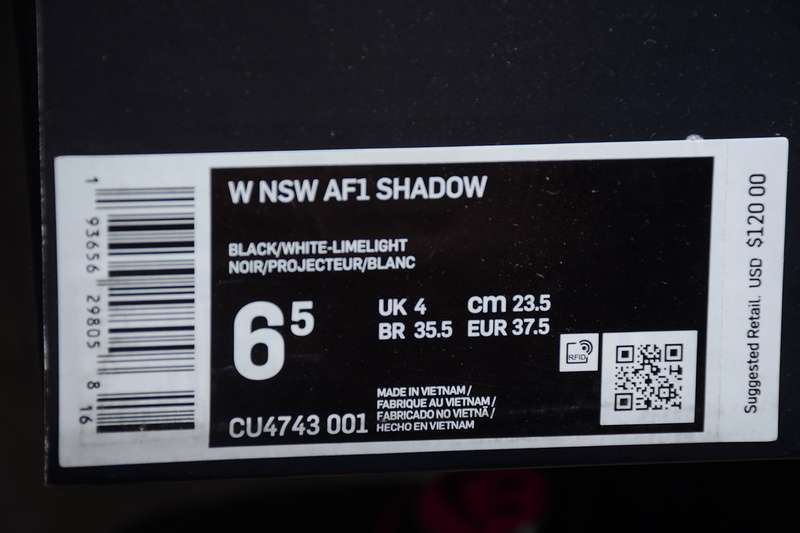 W NSW AF1 SHADOW
BLACK/WHITE-LIMELIGHT
NOIR/PROJECTEUR/BLANC
6 5
UK 4 cm 23.5
BR 35.5 EUR 37.5
RFID
MADE IN VIETNAM /
FABRIQUE AU VIETNAM /
FABRICADO NO VIETNÃ /
HECHO EN VIETNAM
CU4743 001
1 93656 29805 8 16
Suggested Retail. USD $120 00